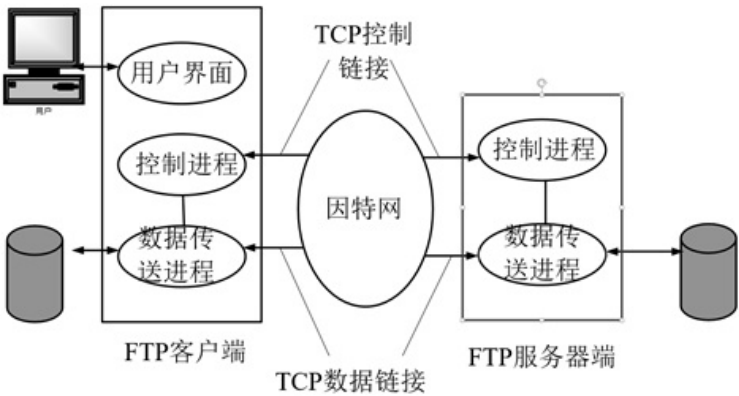 TCP控制
链接
用户界面
用户
控制进程
控制进程
因特网
数据传
送进程
数据传
送进程
FTP客户端
FTP服务器端
TCP数据链接